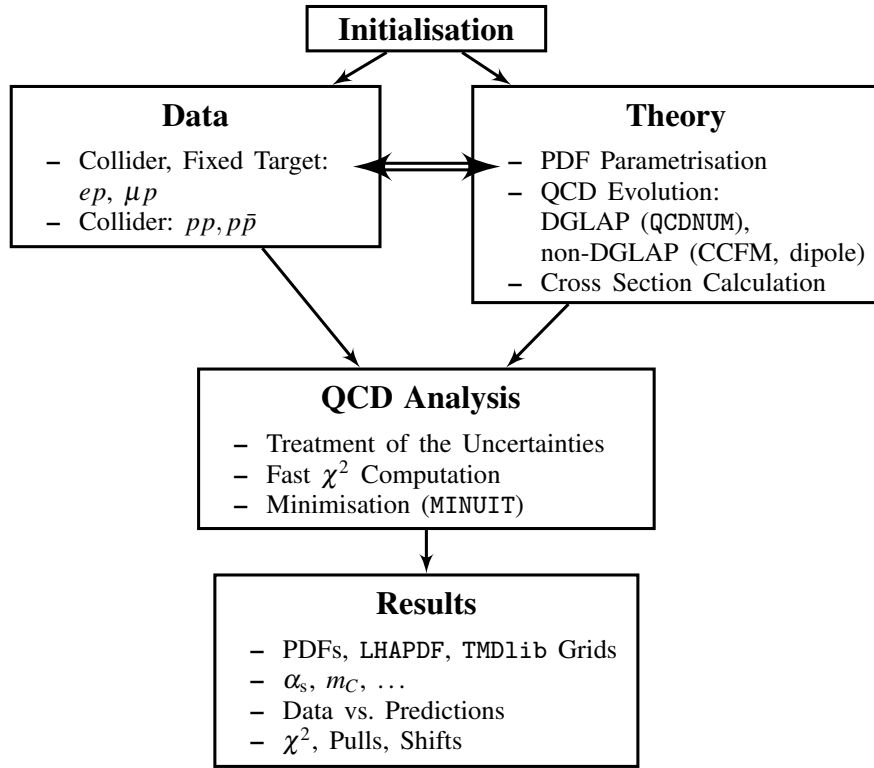 Initialisation
Data
– Collider, Fixed Target:
ep, μp
– Collider: pp, pp̄
Theory
– PDF Parametrisation
– QCD Evolution:
DGLAP (QCDNUM),
non-DGLAP (CCFM, dipole)
– Cross Section Calculation
QCD Analysis
– Treatment of the Uncertainties
– Fast χ² Computation
– Minimisation (MINUIT)
Results
– PDFs, LHAPDF, TMDlib Grids
– αₛ, m_C, …
– Data vs. Predictions
– χ², Pulls, Shifts